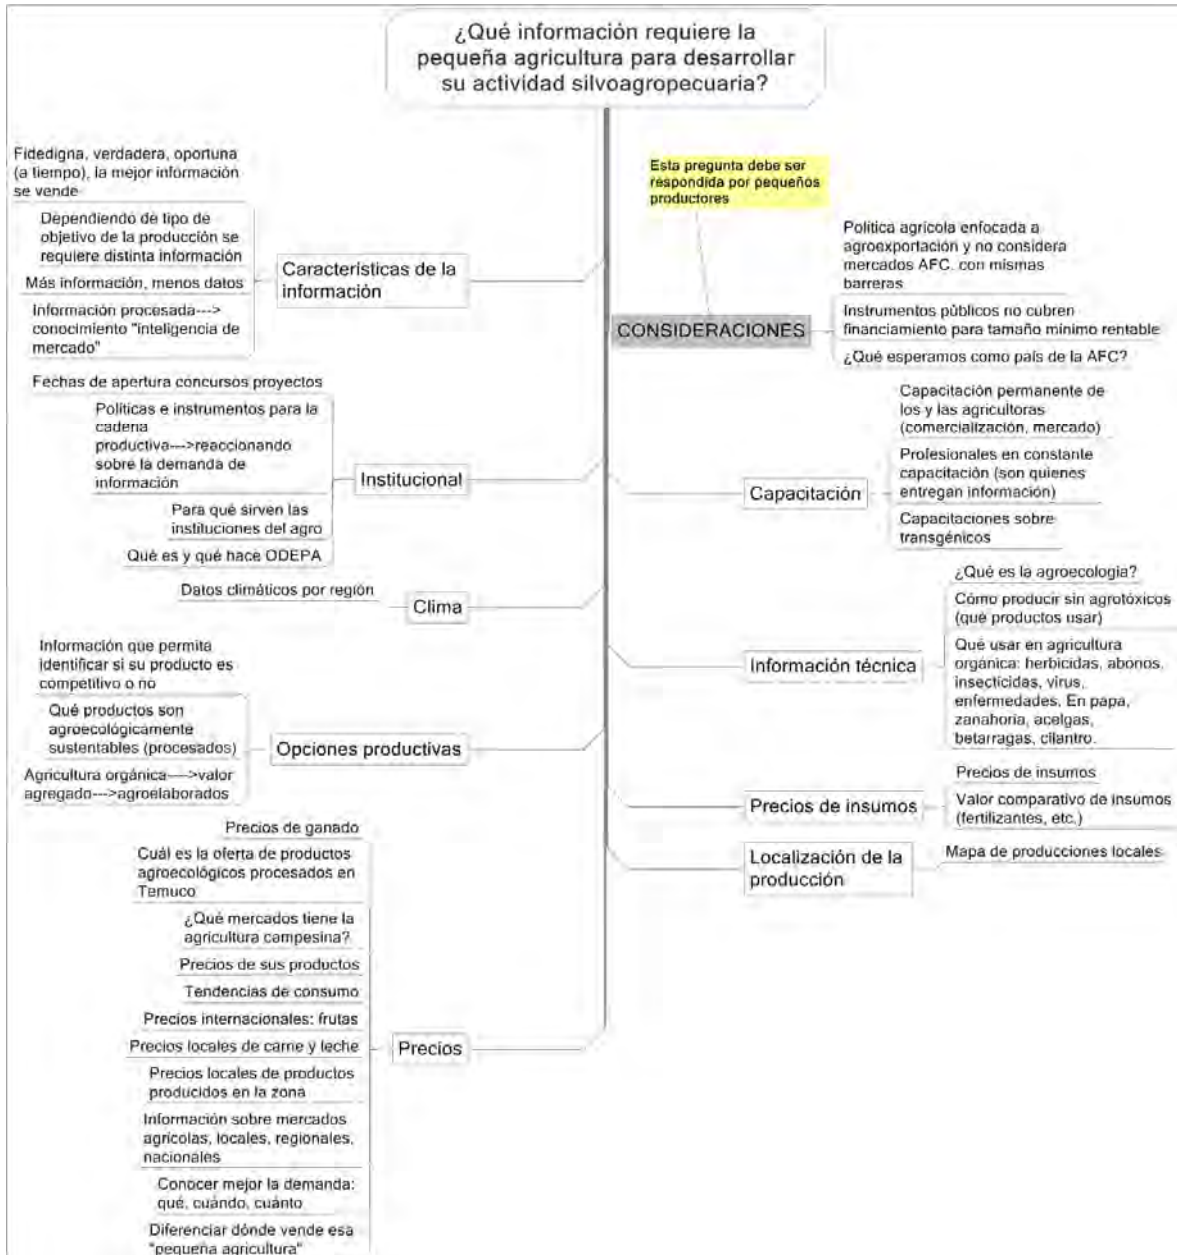 ¿Qué información requiere la
pequeña agricultura para desarrollar
su actividad silvoagropecuaria?
Fidedigna, verdadera, oportuna
(a tiempo), la mejor información
se vende
Dependiendo de tipo de
objetivo de la producción se
requiere distinta información
Más información, menos datos
Información procesada--->
conocimiento "inteligencia de
mercado"
Características de la
información
Fechas de apertura concursos proyectos
Políticas e instrumentos para la
cadena
productiva--->reaccionando
sobre la demanda de
información
Para qué sirven las
instituciones del agro
Qué es y qué hace ODEPA
Institucional
Datos climáticos por región
Clima
Información que permita
identificar si su producto es
competitivo o no
Qué productos son
agroecológicamente
sustentables (procesados)
Agricultura orgánica---->valor
agregado--->agroelaborados
Opciones productivas
Precios de ganado
Cuál es la oferta de productos
agroecológicos procesados en
Temuco
¿Qué mercados tiene la
agricultura campesina?
Precios de sus productos
Tendencias de consumo
Precios internacionales: frutas
Precios locales de carne y leche
Precios locales de productos
producidos en la zona
Información sobre mercados
agrícolas, locales, regionales,
nacionales
Conocer mejor la demanda:
qué, cuándo, cuánto
Diferenciar dónde vende esa
"pequeña agricultura"
Precios
Esta pregunta debe ser
respondida por pequeños
productores
CONSIDERACIONES
Política agrícola enfocada a
agroexportación y no considera
mercados AFC. con mismas
barreras
Instrumentos públicos no cubren
financiamiento para tamaño mínimo rentable
¿Qué esperamos como país de la AFC?
Capacitación
Capacitación permanente de
los y las agricultoras
(comercialización, mercado)
Profesionales en constante
capacitación (son quienes
entregan información)
Capacitaciones sobre
transgénicos
Información técnica
¿Qué es la agroecologia?
Cómo producir sin agrotóxicos
(qué productos usar)
Qué usar en agricultura
orgánica: herbicidas, abonos,
insecticidas, virus,
enfermedades. En papa,
zanahoria, acelgas,
betarragas, cilantro.
Precios de insumos
Precios de insumos
Valor comparativo de insumos
(fertilizantes, etc.)
Localización de la
producción
Mapa de producciones locales